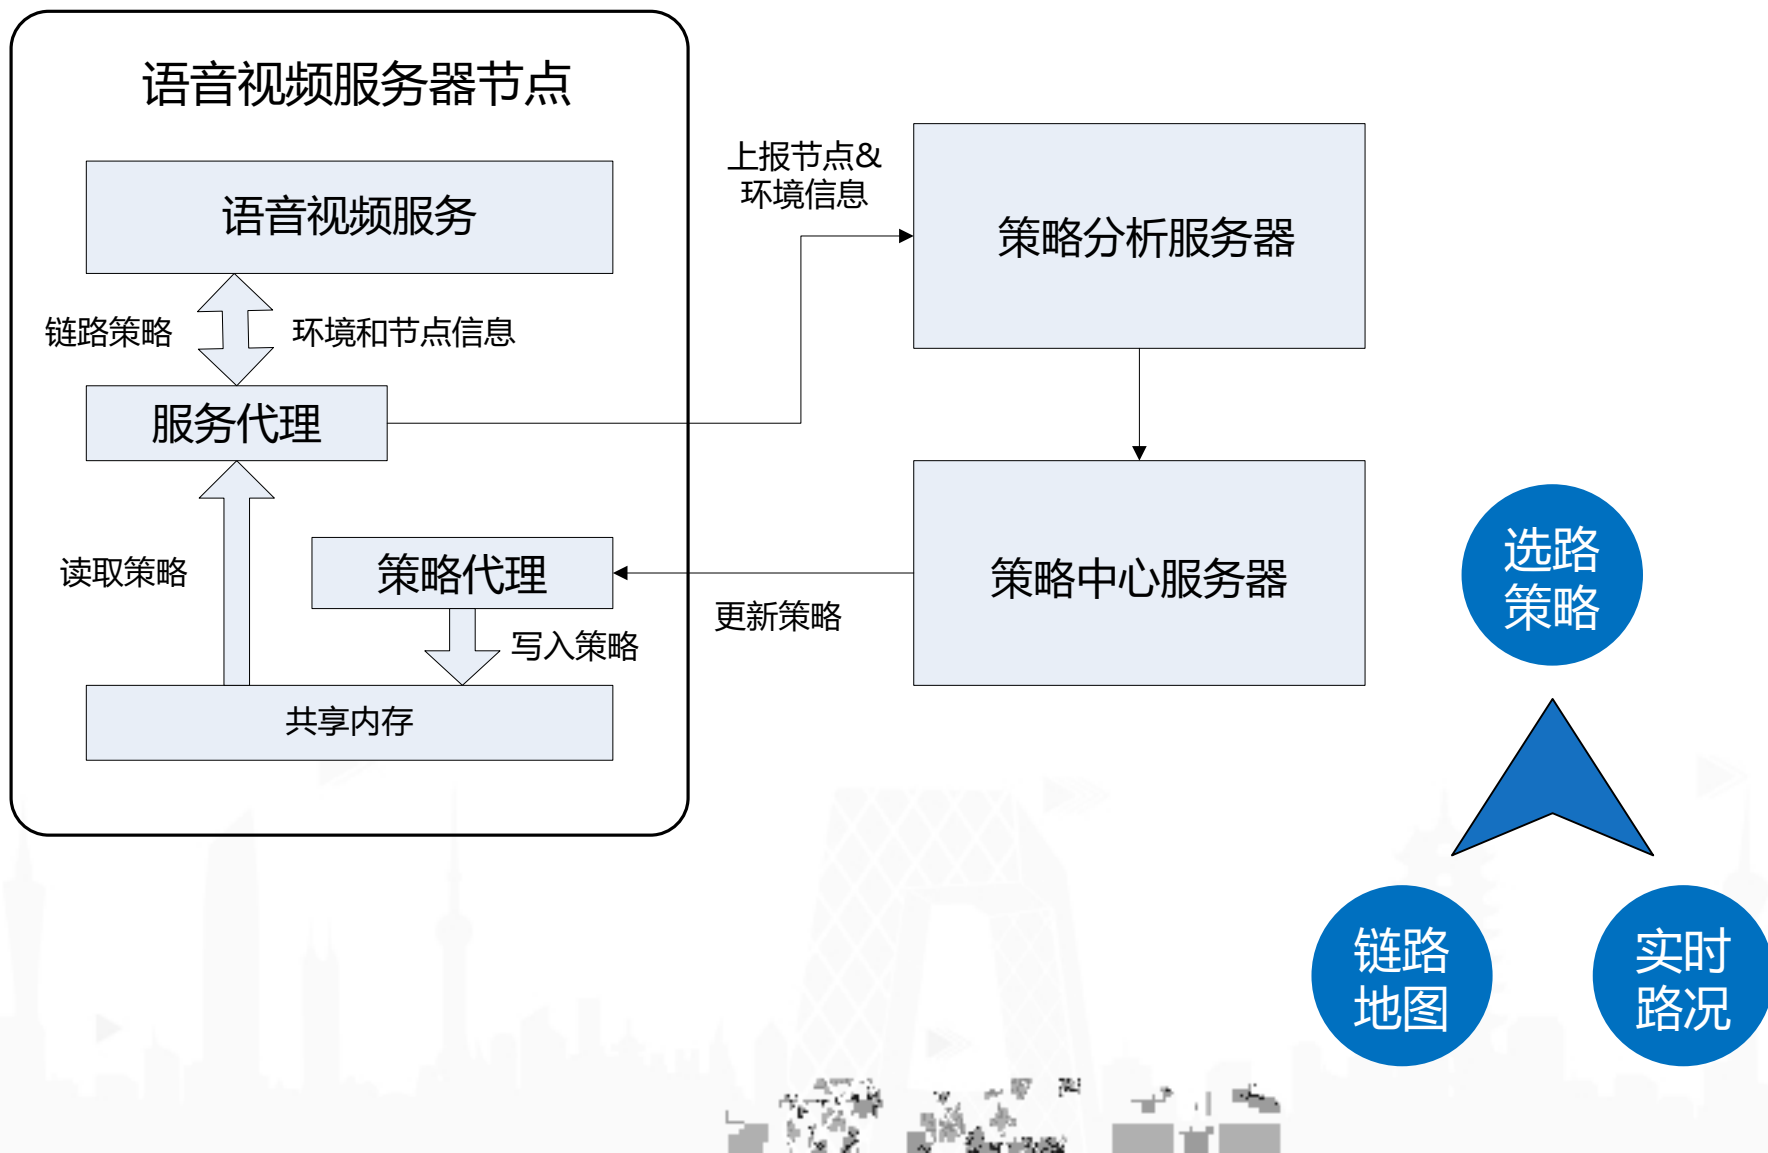 语音视频服务器节点
语音视频服务
链路策略
环境和节点信息
服务代理
读取策略
策略代理
写入策略
共享内存
上报节点&
环境信息
策略分析服务器
策略中心服务器
更新策略
选路
策略
链路
地图
实时
路况